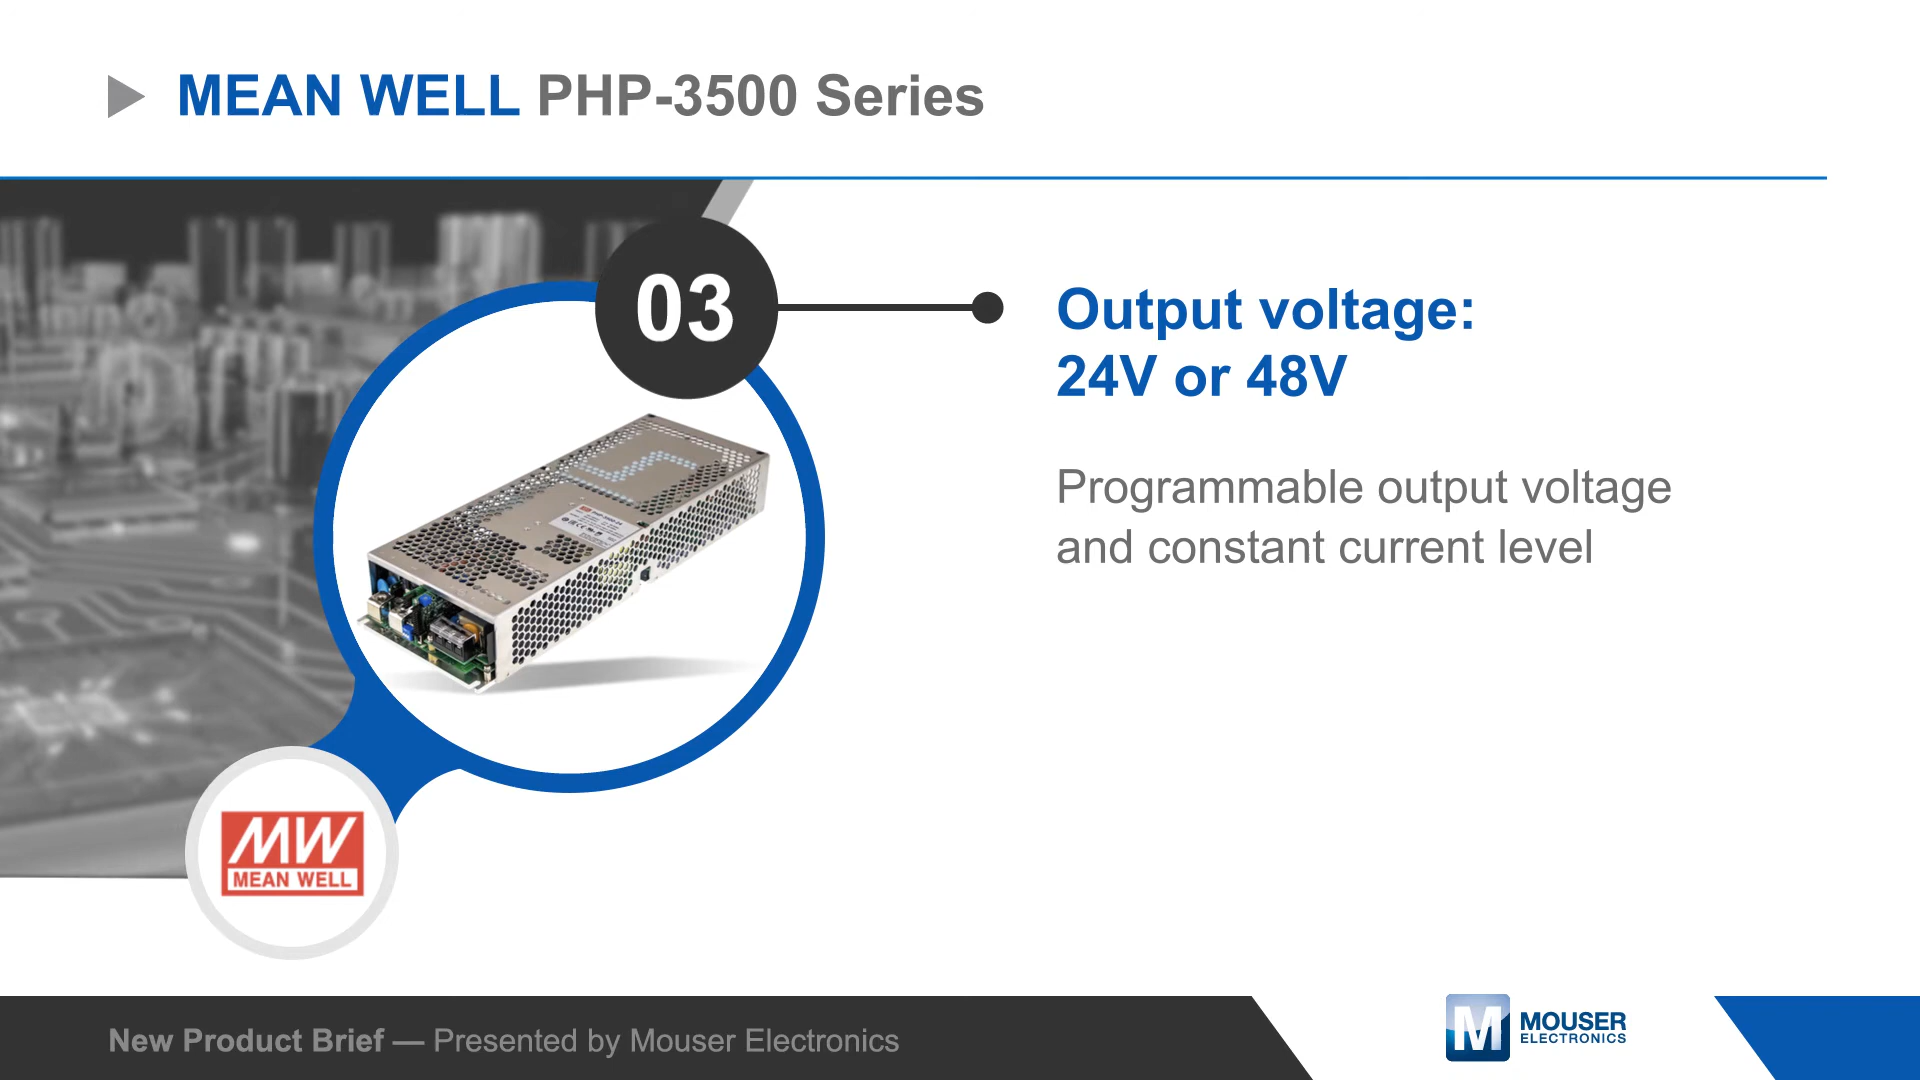 MEAN WELL PHP-3500 Series
03
Output voltage:
24V or 48V
Programmable output voltage
and constant current level
MW
MEAN WELL
New Product Brief — Presented by Mouser Electronics
M
MOUSER
ELECTRONICS